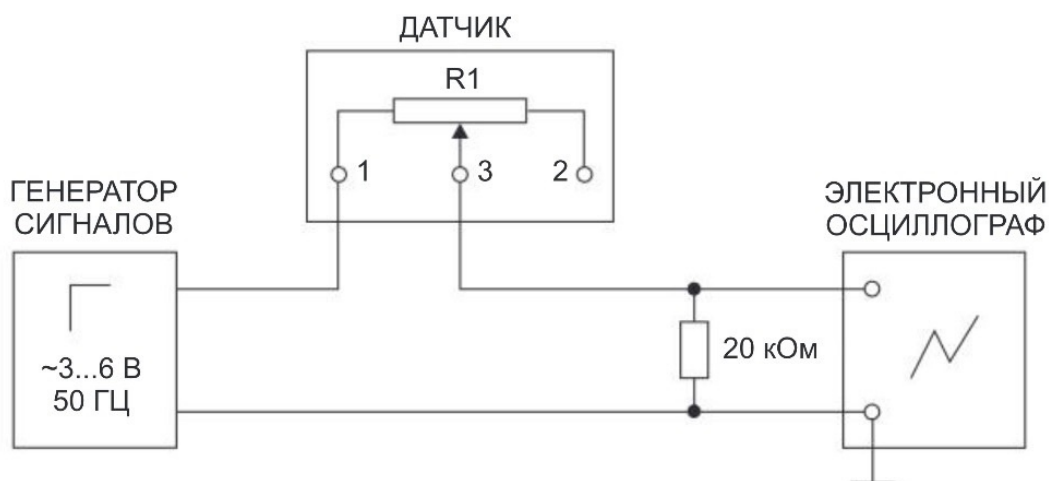 ДАТЧИК
R1
1
3
2
ГЕНЕРАТОР
СИГНАЛОВ
~3...6 В
50 ГЦ
20 кОм
ЭЛЕКТРОННЫЙ
ОСЦИЛЛОГРАФ